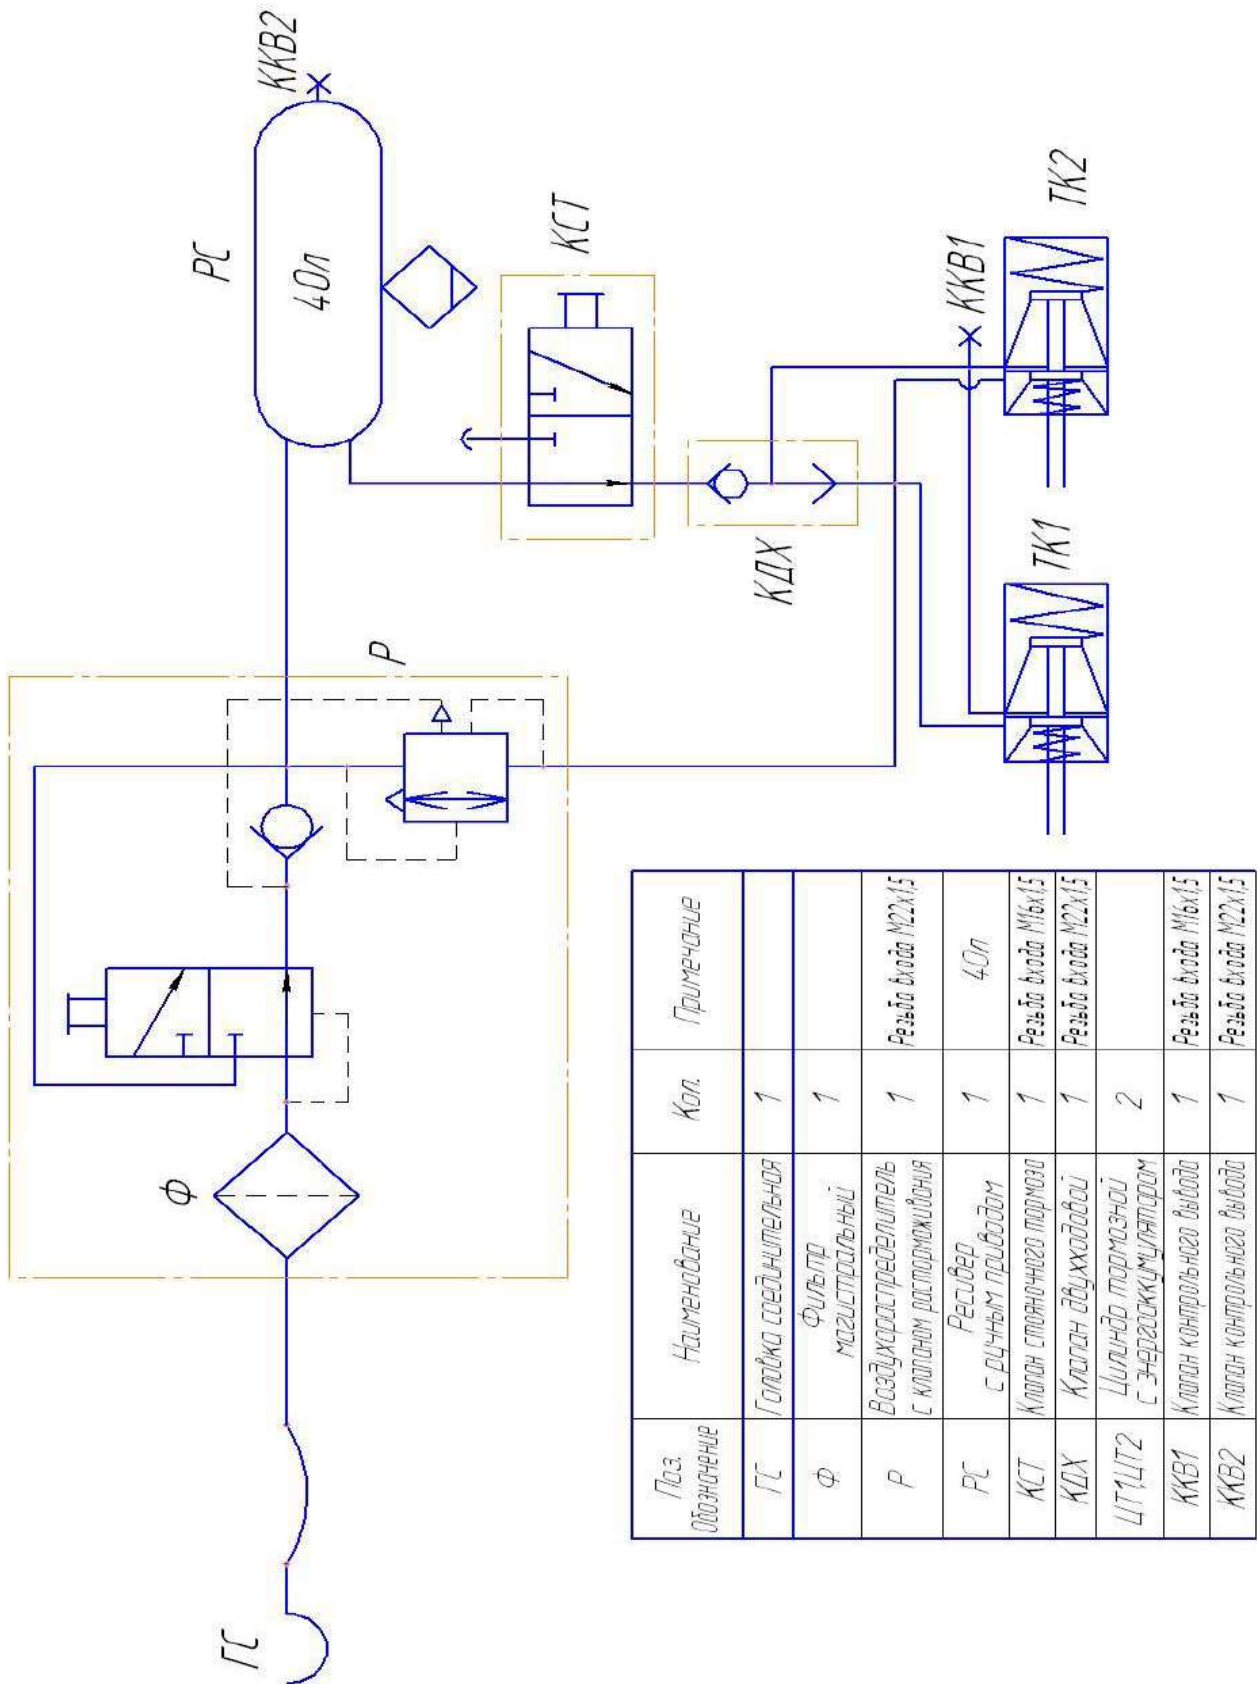 ГС
Ф
Р
РС
40л
ККВ2
КСТ
КДХ
ККВ1
ТК1
ТК2
Поз.
Обозначение
Наименование
Кол.
Примечание
ГС
Головка соединительная
1
Ф
Фильтр
магистральный
1
Р
Воздухораспределитель
с клапаном растормаживания
1
Резьба входа М22х1,5
РС
Ресивер
с ручным приводом
1
40л
КСТ
Клапан стояночного тормоза
1
Резьба входа М16х1,5
КДХ
Клапан двухходовой
1
Резьба входа М22х1,5
ЦТ1,ЦТ2
Цилиндр тормозной
с энергоаккумулятором
2
ККВ1
Клапан контрольного вывода
1
Резьба входа М16х1,5
ККВ2
Клапан контрольного вывода
1
Резьба входа М22х1,5